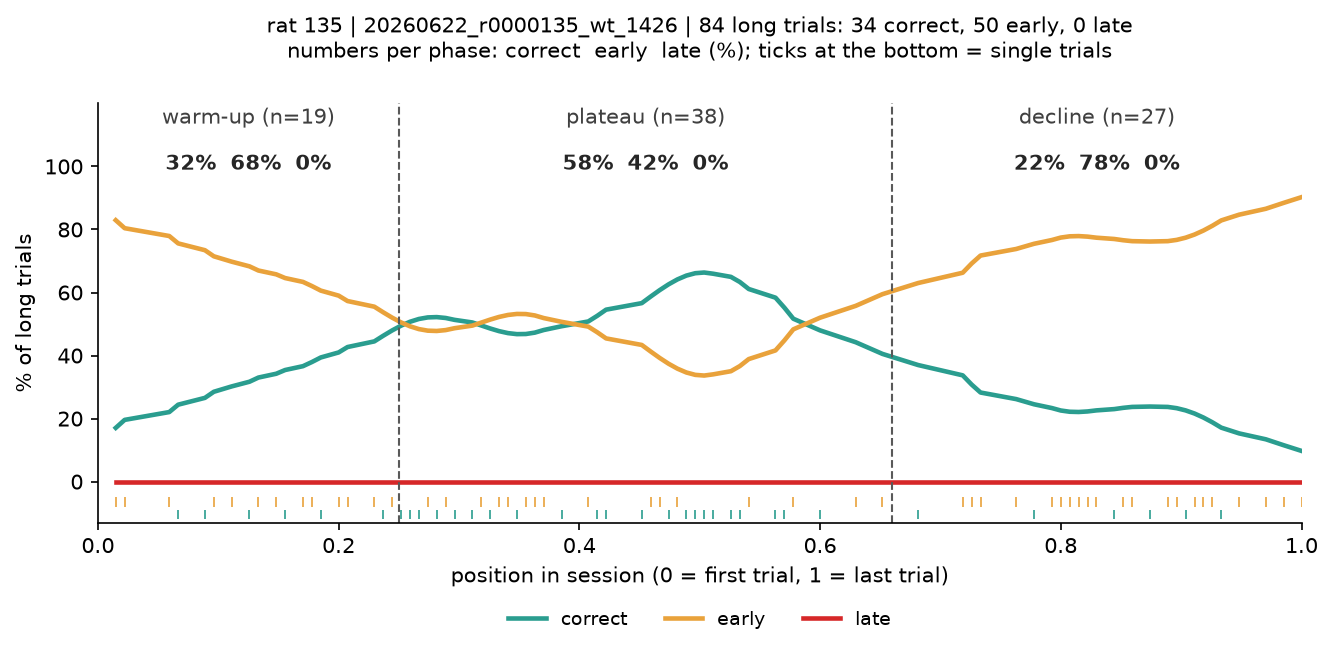 rat 135 | 20260622_r0000135_wt_1426 | 84 long trials: 34 correct, 50 early, 0 late
numbers per phase: correct  early  late (%); ticks at the bottom = single trials
warm-up (n=19)
plateau (n=38)
decline (n=27)
32%  68%  0%
58%  42%  0%
22%  78%  0%
% of long trials
100
80
60
40
20
0
0.0
0.2
0.4
0.6
0.8
1.0
position in session (0 = first trial, 1 = last trial)
correct
early
late